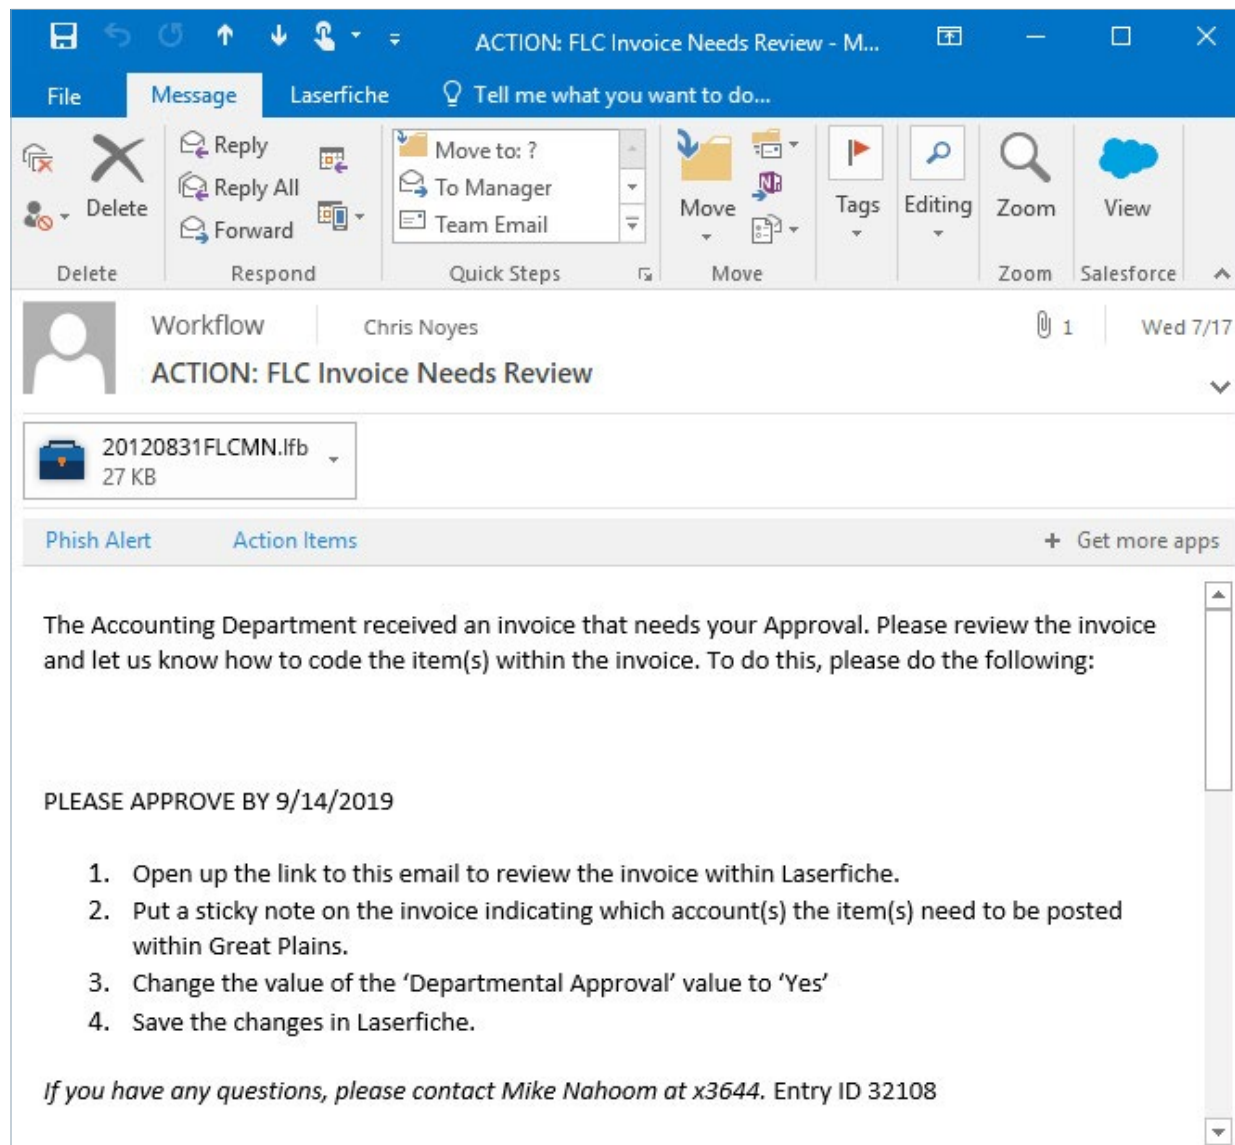 ACTION: FLC Invoice Needs Review - M...
File Message Laserfiche Tell me what you want to do...
Delete
Reply
Reply All
Forward
Move to: ?
To Manager
Team Email
Move
Tags
Editing
Zoom
View
Delete Respond Quick Steps Move Zoom Salesforce
Workflow Chris Noyes 1 Wed 7/17
ACTION: FLC Invoice Needs Review
20120831FLCMN.lfb
27 KB
Phish Alert Action Items + Get more apps
The Accounting Department received an invoice that needs your Approval. Please review the invoice
and let us know how to code the item(s) within the invoice. To do this, please do the following:
PLEASE APPROVE BY 9/14/2019
1. Open up the link to this email to review the invoice within Laserfiche.
2. Put a sticky note on the invoice indicating which account(s) the item(s) need to be posted
within Great Plains.
3. Change the value of the ‘Departmental Approval’ value to ‘Yes’
4. Save the changes in Laserfiche.
If you have any questions, please contact Mike Nahoom at x3644. Entry ID 32108